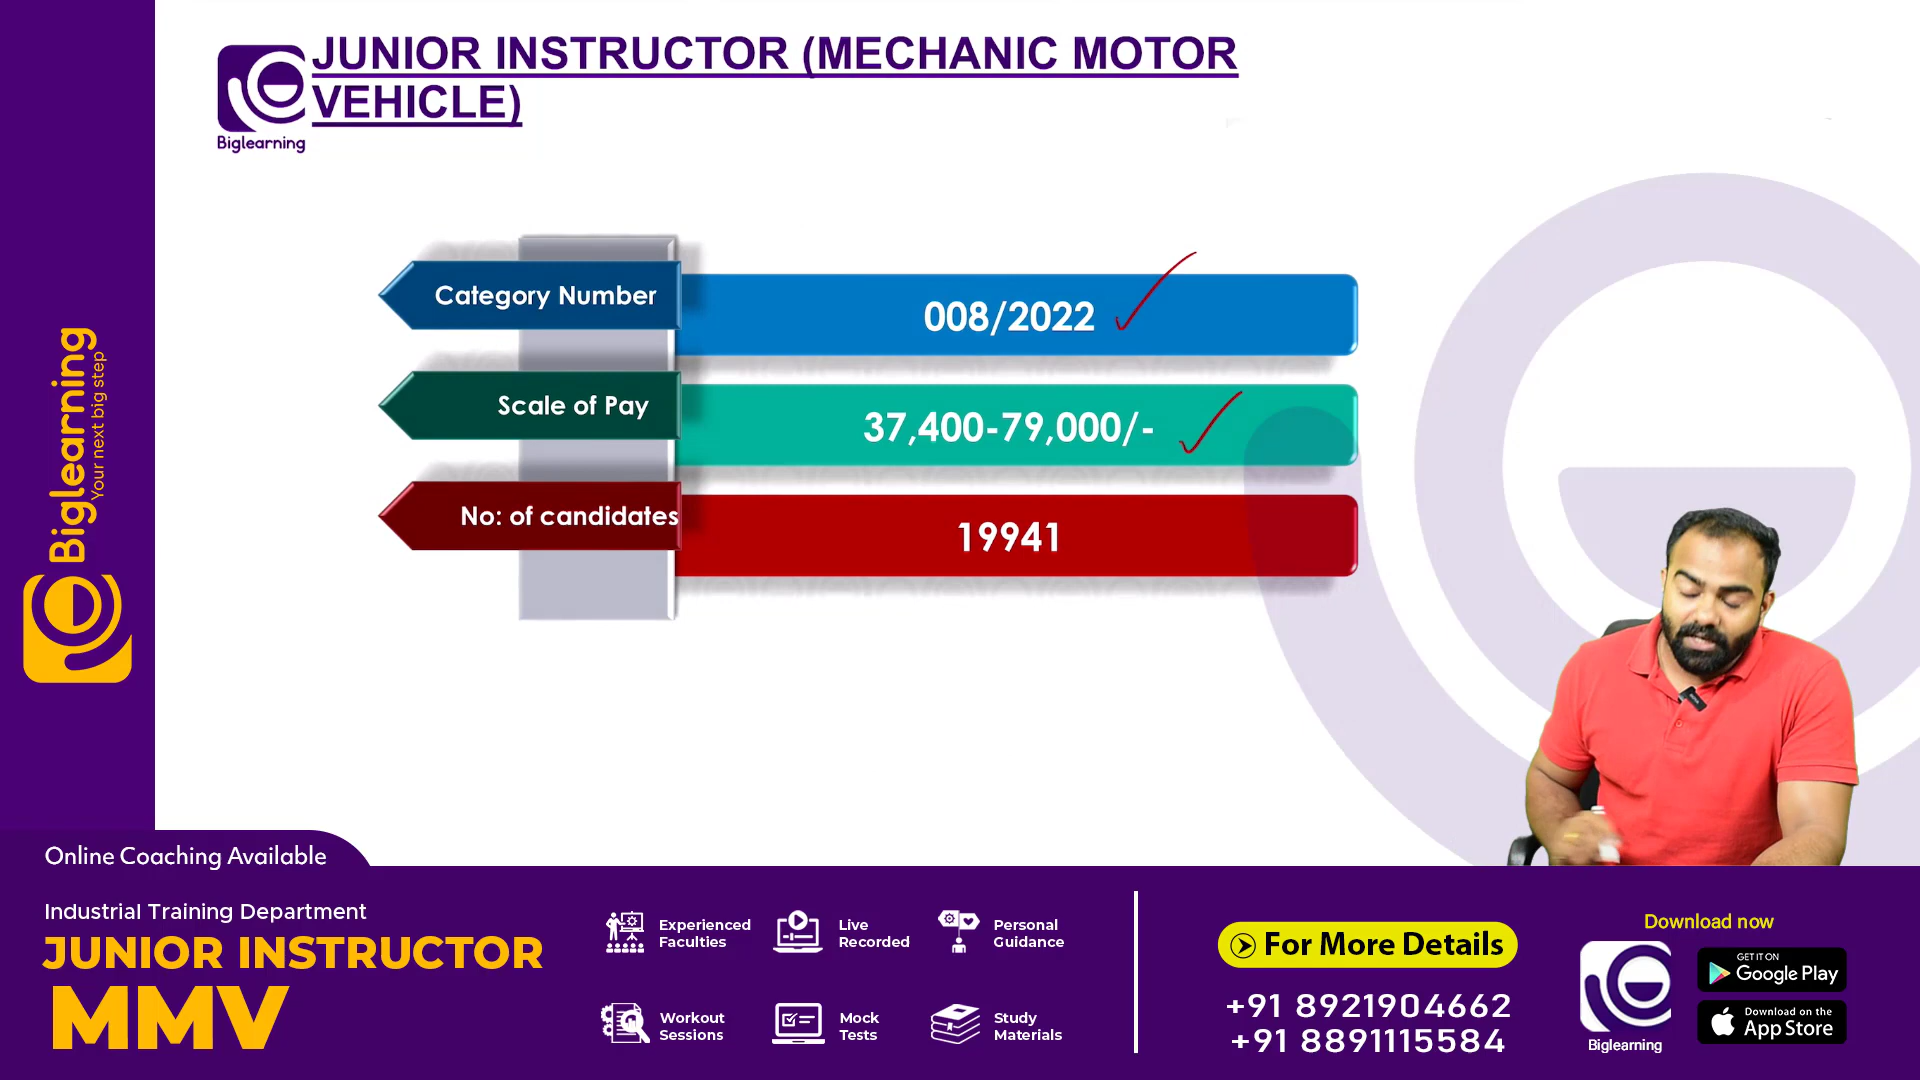 JUNIOR INSTRUCTOR (MECHANIC MOTOR
VEHICLE)
Biglearning
Category Number
008/2022
Scale of Pay
37,400-79,000/-
No: of candidates
19941
Biglearning
Your next big step
Online Coaching Available
Industrial Training Department
JUNIOR INSTRUCTOR
MMV
Experienced
Faculties
Live
Recorded
Personal
Guidance
Workout
Sessions
Mock
Tests
Study
Materials
For More Details
+91 8921904662
+91 8891115584
Download now
Biglearning
GET IT ON
Google Play
Download on the
App Store